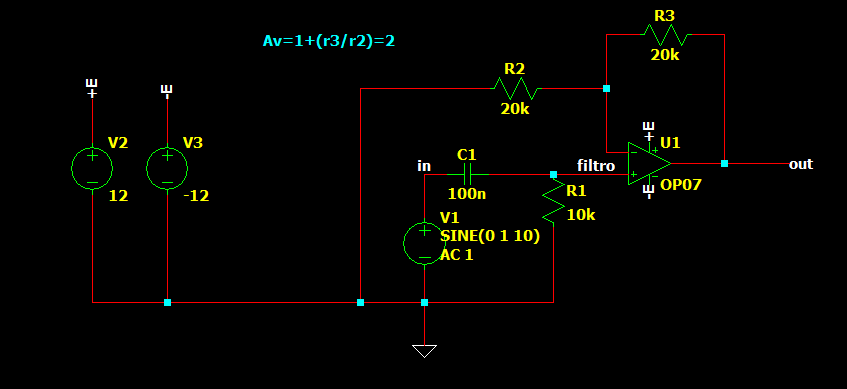 Av=1+(r3/r2)=2
R3
20k
R2
20k
+E
-E
V2
12
V3
-12
in
C1
100n
filtro
R1
10k
+E
U1
-E
OP07
out
V1
SINE(0 1 10)
AC 1